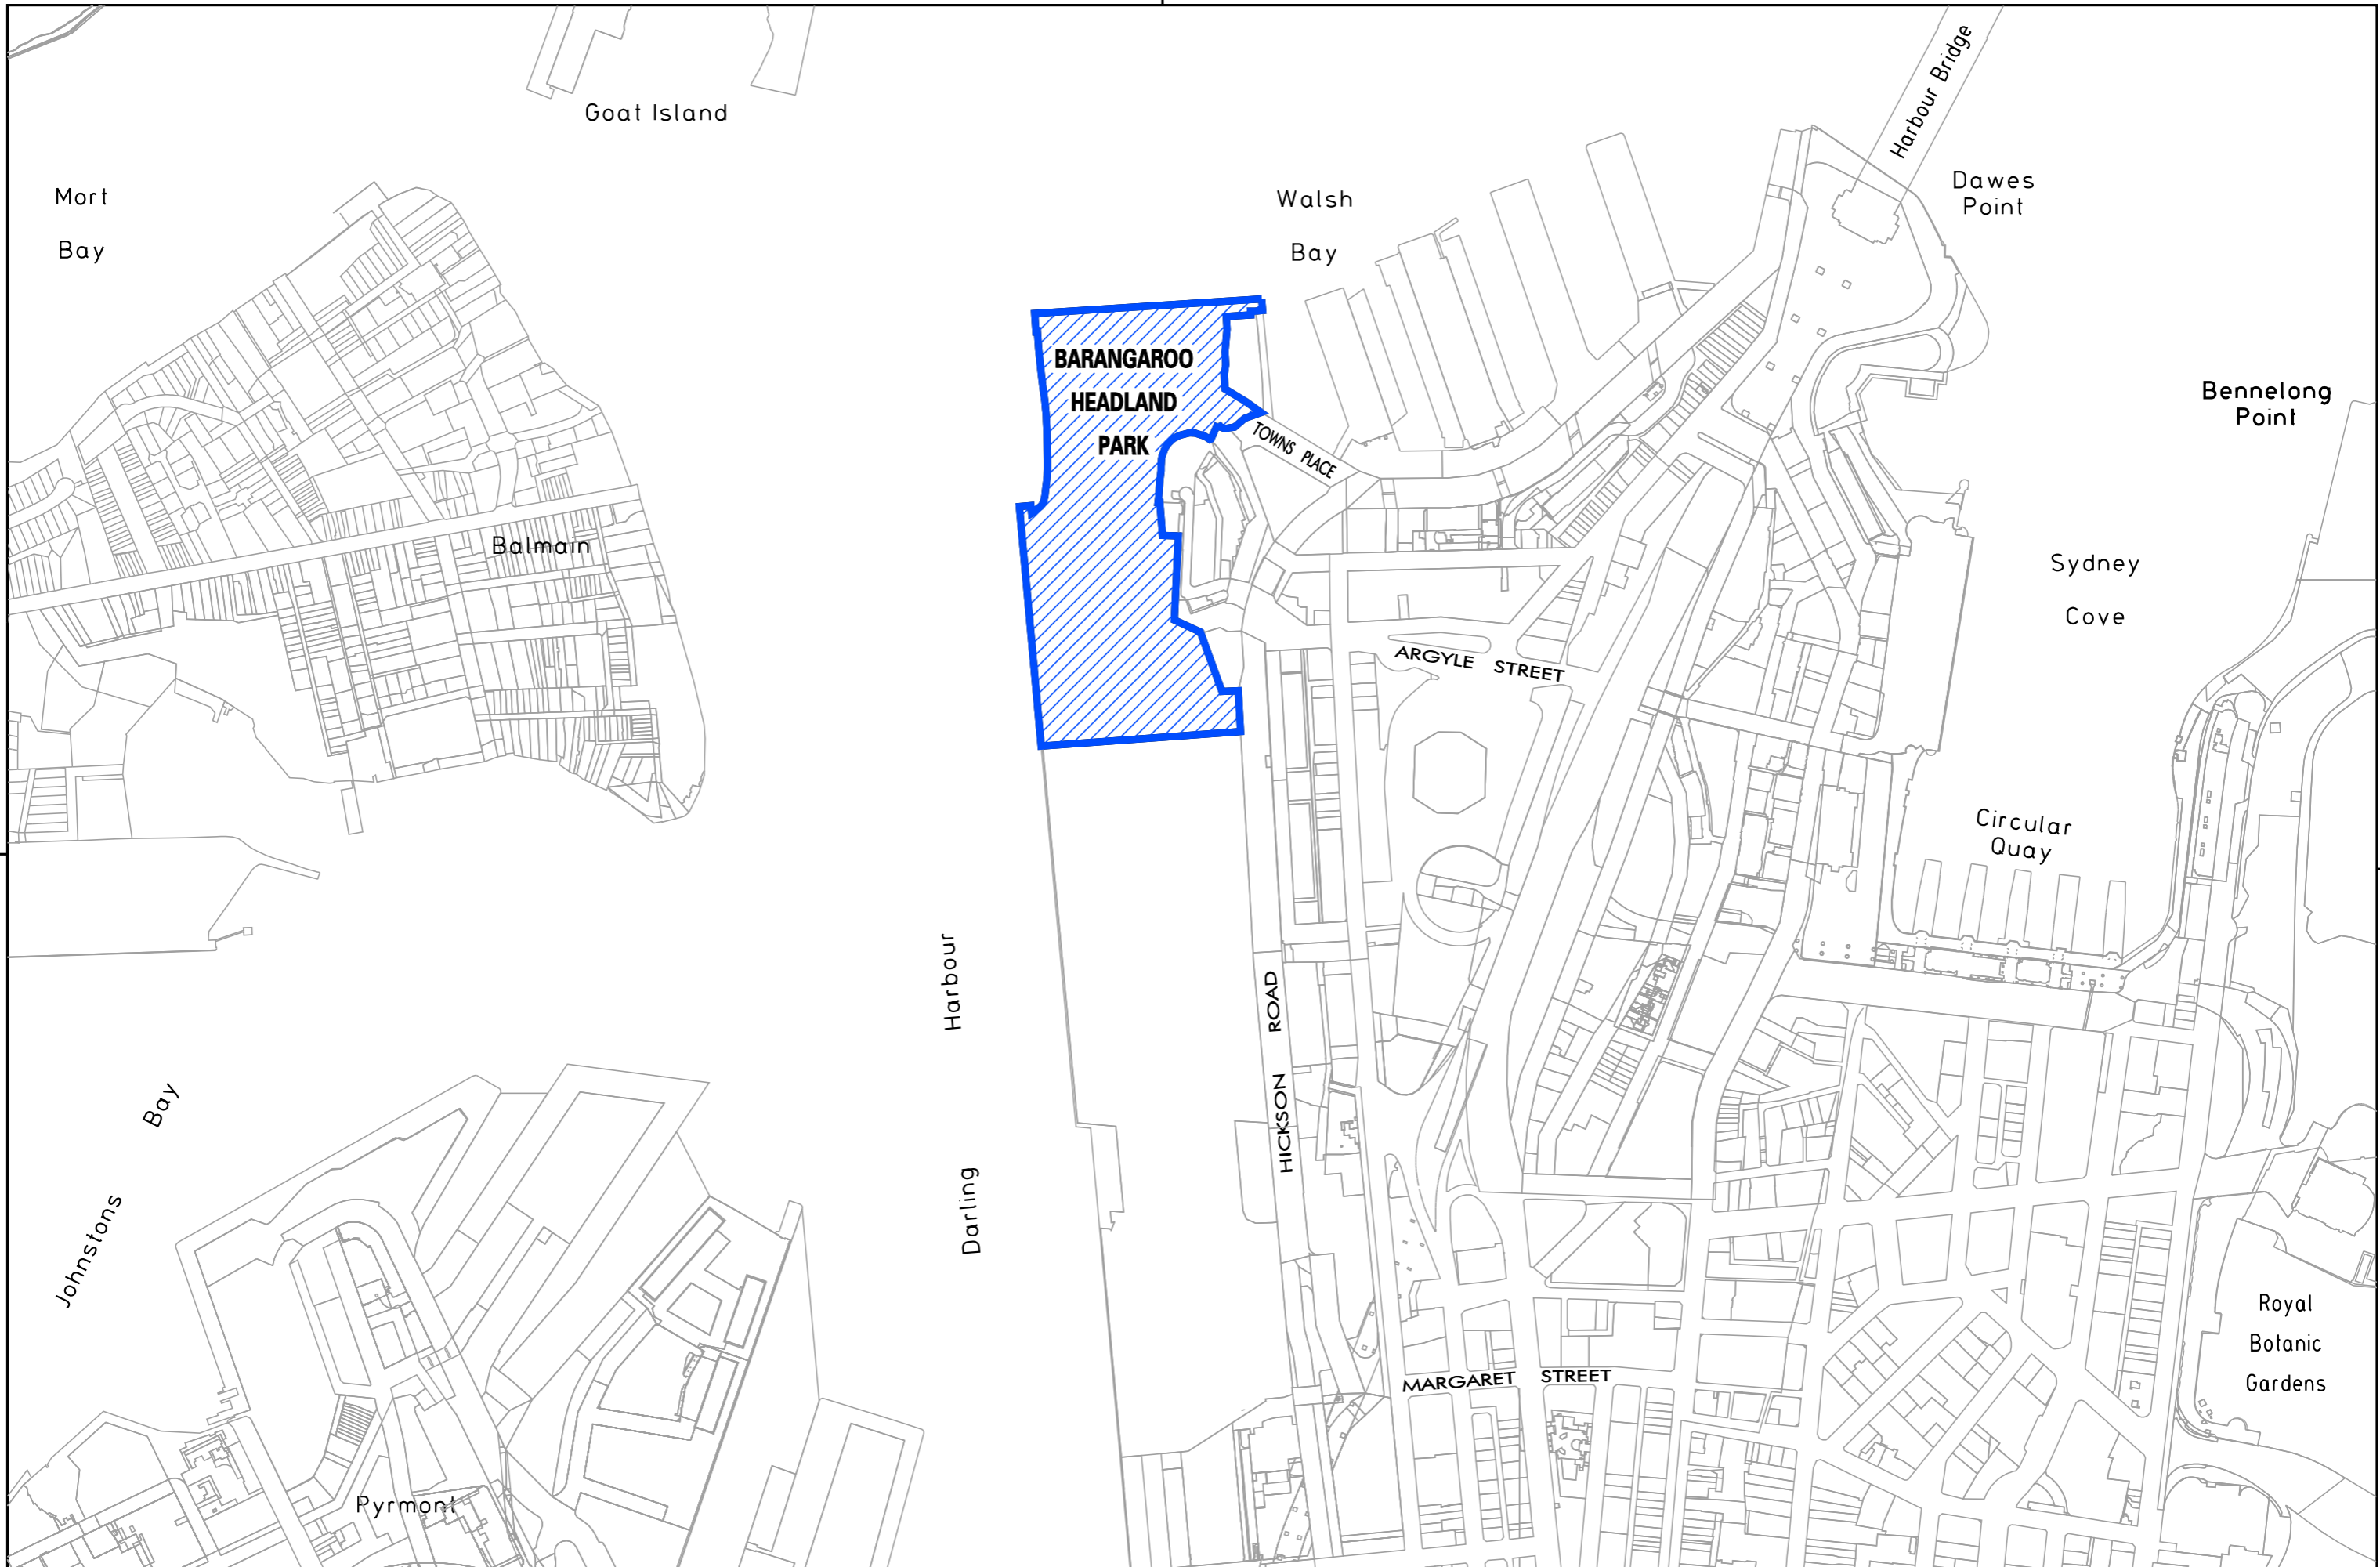 Goat Island
Harbour Bridge
Mort
Bay
Walsh
Bay
Dawes
Point
BARANGAROO
HEADLAND
PARK
TOWNS PLACE
Bennelong
Point
Balmain
Sydney
Cove
ARGYLE STREET
Circular
Quay
Darling Harbour
HICKSON ROAD
Johnstons Bay
Royal
Botanic
Gardens
MARGARET STREET
Pyrmont